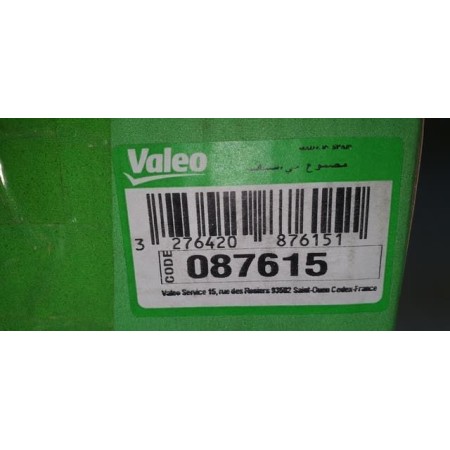 Valeo
3 276420 876151
CODE 087615
Valeo Service 15, rue des Rosiers 93582 Saint-Ouen Cedex-France